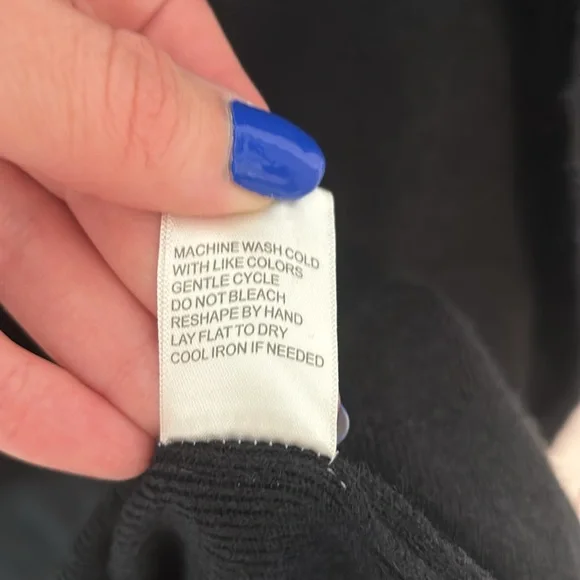 MACHINE WASH COLD
WITH LIKE COLORS
GENTLE CYCLE
DO NOT BLEACH
RESHAPE BY HAND
LAY FLAT TO DRY
COOL IRON IF NEEDED